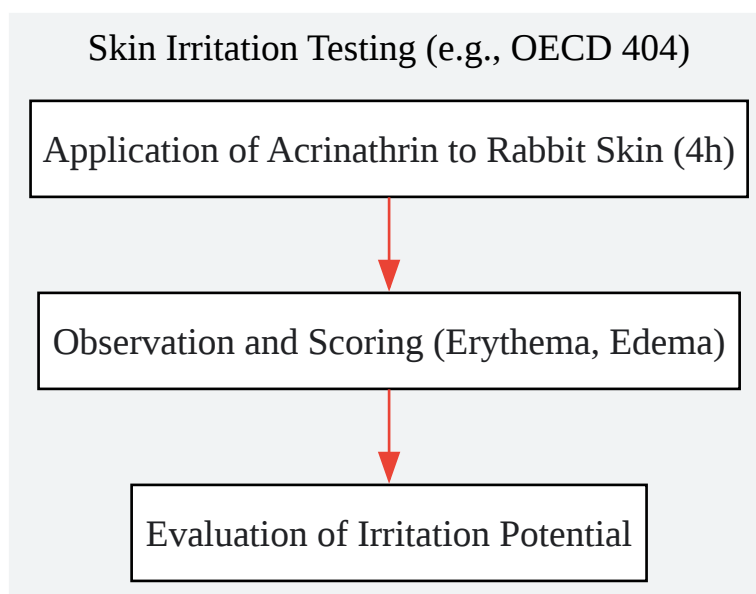 Skin Irritation Testing (e.g., OECD 404)
Application of Acrinathrin to Rabbit Skin (4h)
Observation and Scoring (Erythema, Edema)
Evaluation of Irritation Potential